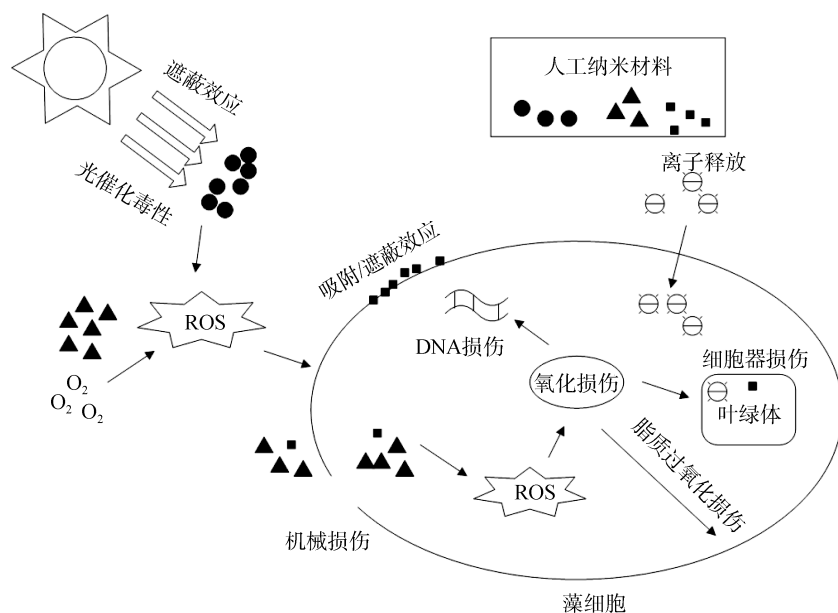 人工纳米材料
遮蔽效应
光催化毒性
离子释放
吸附/遮蔽效应
ROS
DNA损伤
细胞器损伤
氧化损伤
叶绿体
O₂
O₂
O₂
脂质过氧化损伤
ROS
机械损伤
藻细胞